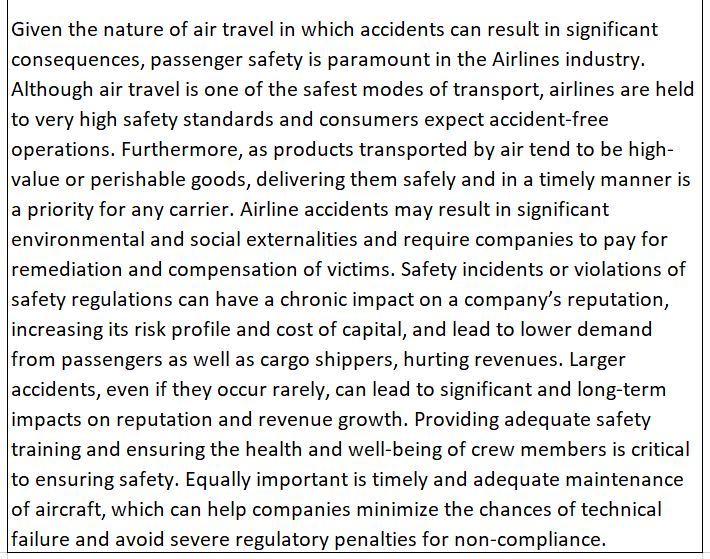 Given the nature of air travel in which accidents can result in significant
consequences, passenger safety is paramount in the Airlines industry.
Although air travel is one of the safest modes of transport, airlines are held
to very high safety standards and consumers expect accident-free
operations. Furthermore, as products transported by air tend to be high-
value or perishable goods, delivering them safely and in a timely manner is
a priority for any carrier. Airline accidents may result in significant
environmental and social externalities and require companies to pay for
remediation and compensation of victims. Safety incidents or violations of
safety regulations can have a chronic impact on a company’s reputation,
increasing its risk profile and cost of capital, and lead to lower demand
from passengers as well as cargo shippers, hurting revenues. Larger
accidents, even if they occur rarely, can lead to significant and long-term
impacts on reputation and revenue growth. Providing adequate safety
training and ensuring the health and well-being of crew members is critical
to ensuring safety. Equally important is timely and adequate maintenance
of aircraft, which can help companies minimize the chances of technical
failure and avoid severe regulatory penalties for non-compliance.